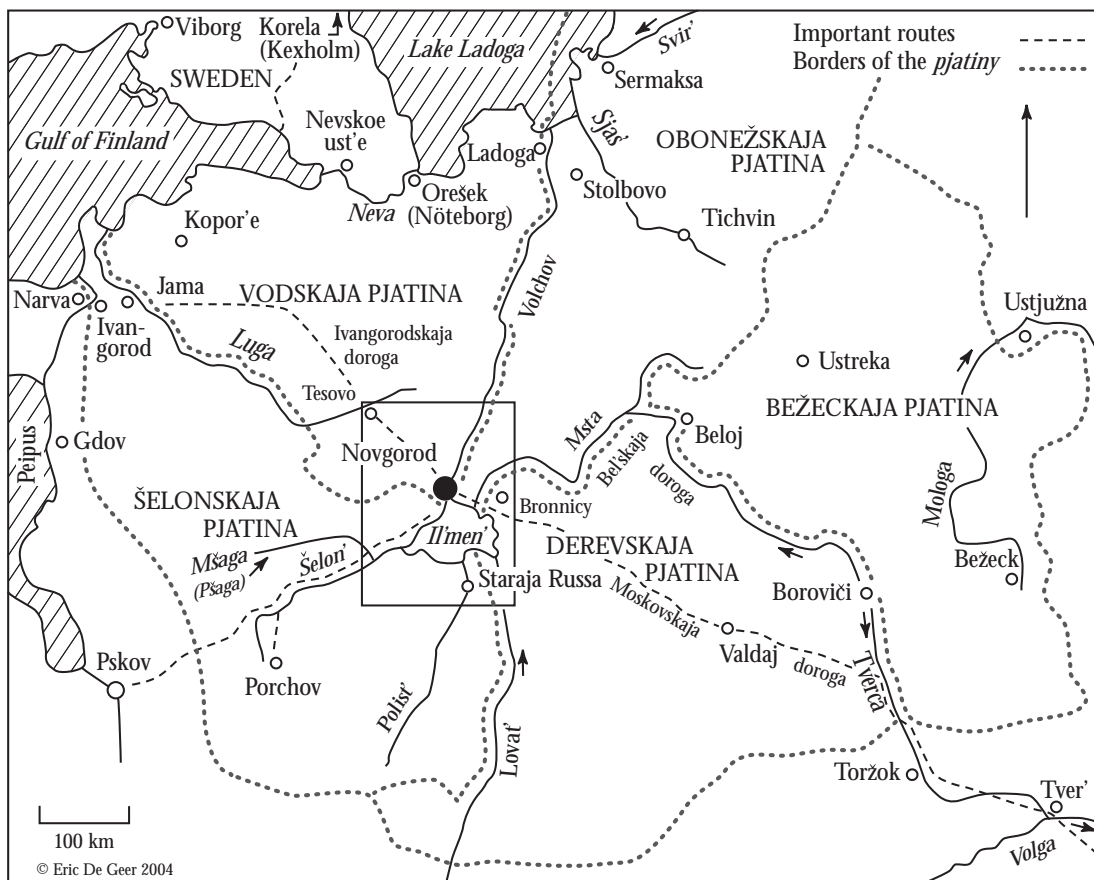 Viborg
Korela
(Kexholm)
Lake Ladoga
Svir'
Important routes
Borders of the pjatiny
SWEDEN
Sermaksa
Gulf of Finland
Nevskoe
ust'e
Sjas'
OBONEŽSKAJA
PJATINA
Ladoga
Orešek
(Nöteborg)
Neva
Stolbovo
Kopor'e
Tichvin
Volchov
Narva
Jama
VODSKAJA PJATINA
Ustjužna
Ivan-
gorod
Luga
Ivangorodskaja
doroga
Ustreka
Tesovo
BEŽECKAJA PJATINA
Msta
Beloj
Peipus
Gdov
Novgorod
Bel'skaja
doroga
Mologa
ŠELONSKAJA
PJATINA
Bronnicy
Il'men'
DEREVSKAJA
PJATINA
Mšaga
(Pšaga)
Šelon'
Bežeck
Staraja Russa
Moskovskaja
doroga
Boroviči
Valdaj
Pskov
Porchov
Tverca
Polist'
Lovat'
Toržok
Tver'
Volga
100 km
© Eric De Geer 2004